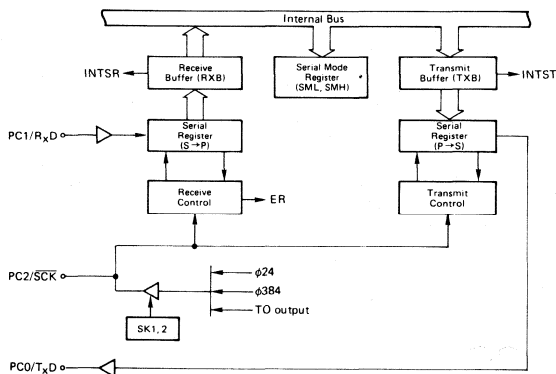 Internal Bus
Receive
Buffer (RXB)
Serial Mode
Register
(SML, SMH)
Transmit
Buffer (TXB)
INTSR
INTST
PC1/RxD
Serial
Register
(S→P)
Serial
Register
(P→S)
Receive
Control
ER
Transmit
Control
PC2/S̅C̅K̅
φ24
φ384
TO output
SK1, 2
PC0/TxD